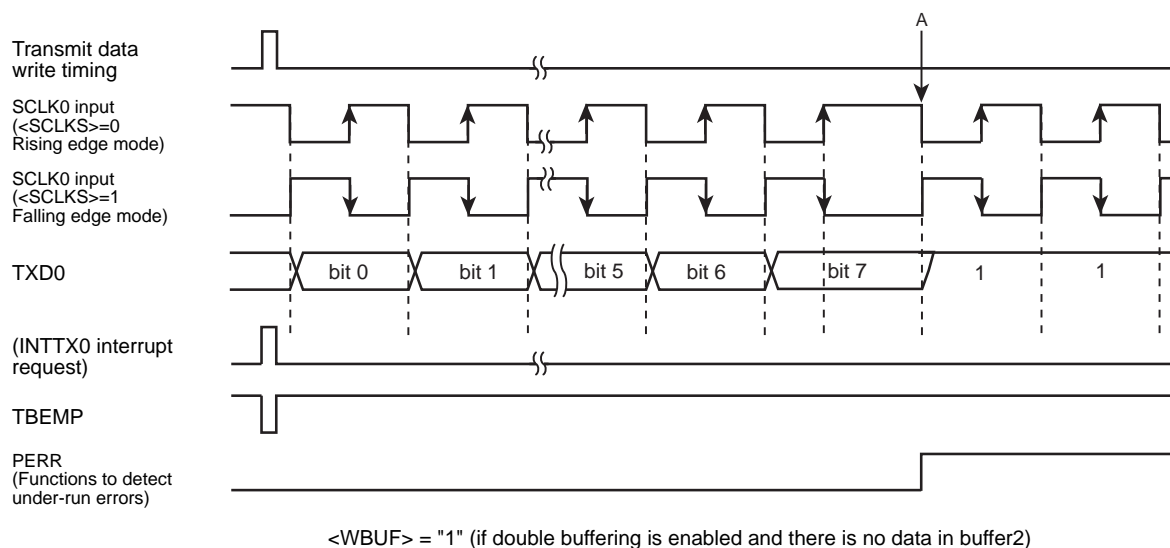 A
Transmit data
write timing
SCLK0 input
(<SCLKS>=0
Rising edge mode)
SCLK0 input
(<SCLKS>=1
Falling edge mode)
TXD0
bit 0
bit 1
bit 5
bit 6
bit 7
1
1
(INTTX0 interrupt
request)
TBEMP
PERR
(Functions to detect
under-run errors)
<WBUF> = "1" (if double buffering is enabled and there is no data in buffer2)